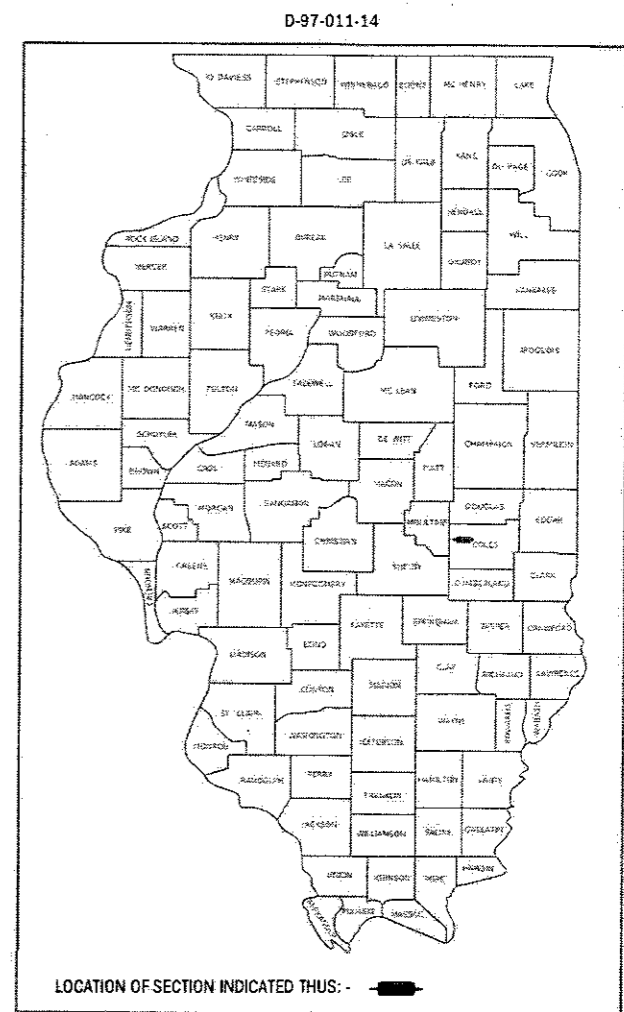 D-97-011-14
JO DAVIESS STEPHENSON WINNEBAGO BOONE MC HENRY LAKE
CARROLL OGLE
DE KALB KANE DU PAGE COOK
WHITESIDE LEE
KENDALL WILL
ROCK ISLAND HENRY BUREAU LA SALLE
GRUNDY
MERCER PUTNAM
STARK KANKAKEE
MARSHALL
HENDERSON WARREN KNOX LIVINGSTON
PEORIA WOODFORD
IROQUOIS
TAZEWELL MC LEAN FORD
HANCOCK MC DONOUGH FULTON
MASON
SCHUYLER LOGAN DE WITT CHAMPAIGN VERMILION
ADAMS BROWN CASS MENARD PIATT
MACON
MORGAN SANGAMON DOUGLAS
PIKE SCOTT MOULTRIE EDGAR
CHRISTIAN COLES
GREENE SHELBY
MACOUPIN MONTGOMERY CUMBERLAND CLARK
FAYETTE EFFINGHAM JASPER CRAWFORD
MADISON BOND
CLAY RICHLAND LAWRENCE
CLINTON MARION
ST CLAIR WAYNE EDWARDS WABASH
WASHINGTON
MONROE JEFFERSON
RANDOLPH PERRY HAMILTON WHITE
FRANKLIN
JACKSON SALINE GALLATIN
WILLIAMSON
UNION JOHNSON POPE HARDIN
ALEXANDER PULASKI MASSAC
LOCATION OF SECTION INDICATED THUS: -